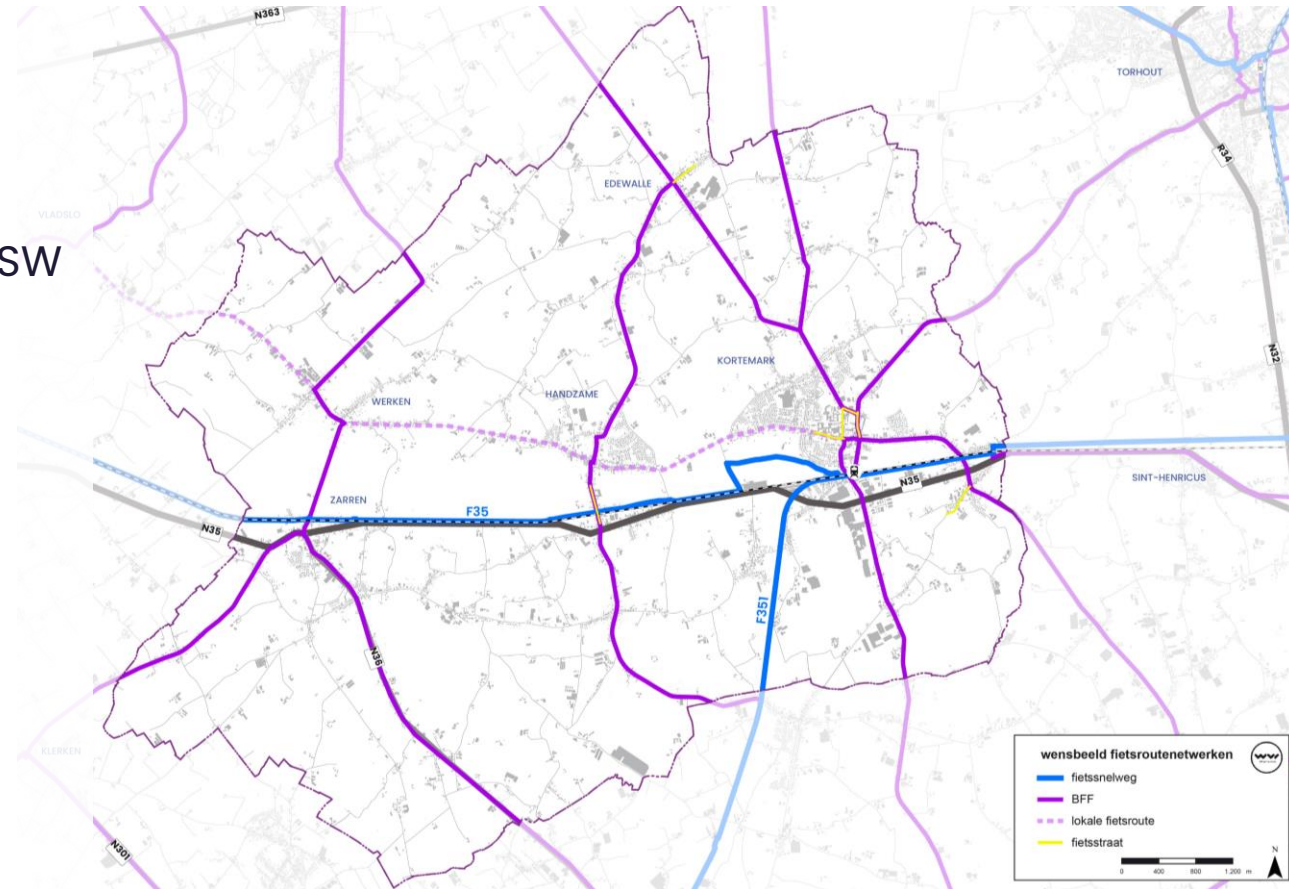 N363
TORHOUT
R34
EDEWALLE
VLADSLO
SW
N32
KORTEMARK
WERKEN
HANDZAME
SINT-HENRICUS
ZARREN
N35
F35
N35
F351
N36
KLERKEN
N301
wensbeeld fietsroutenetwerken
fietssnelweg
BFF
lokale fietsroute
fietsstraat
0 400 800 1.200 m
N